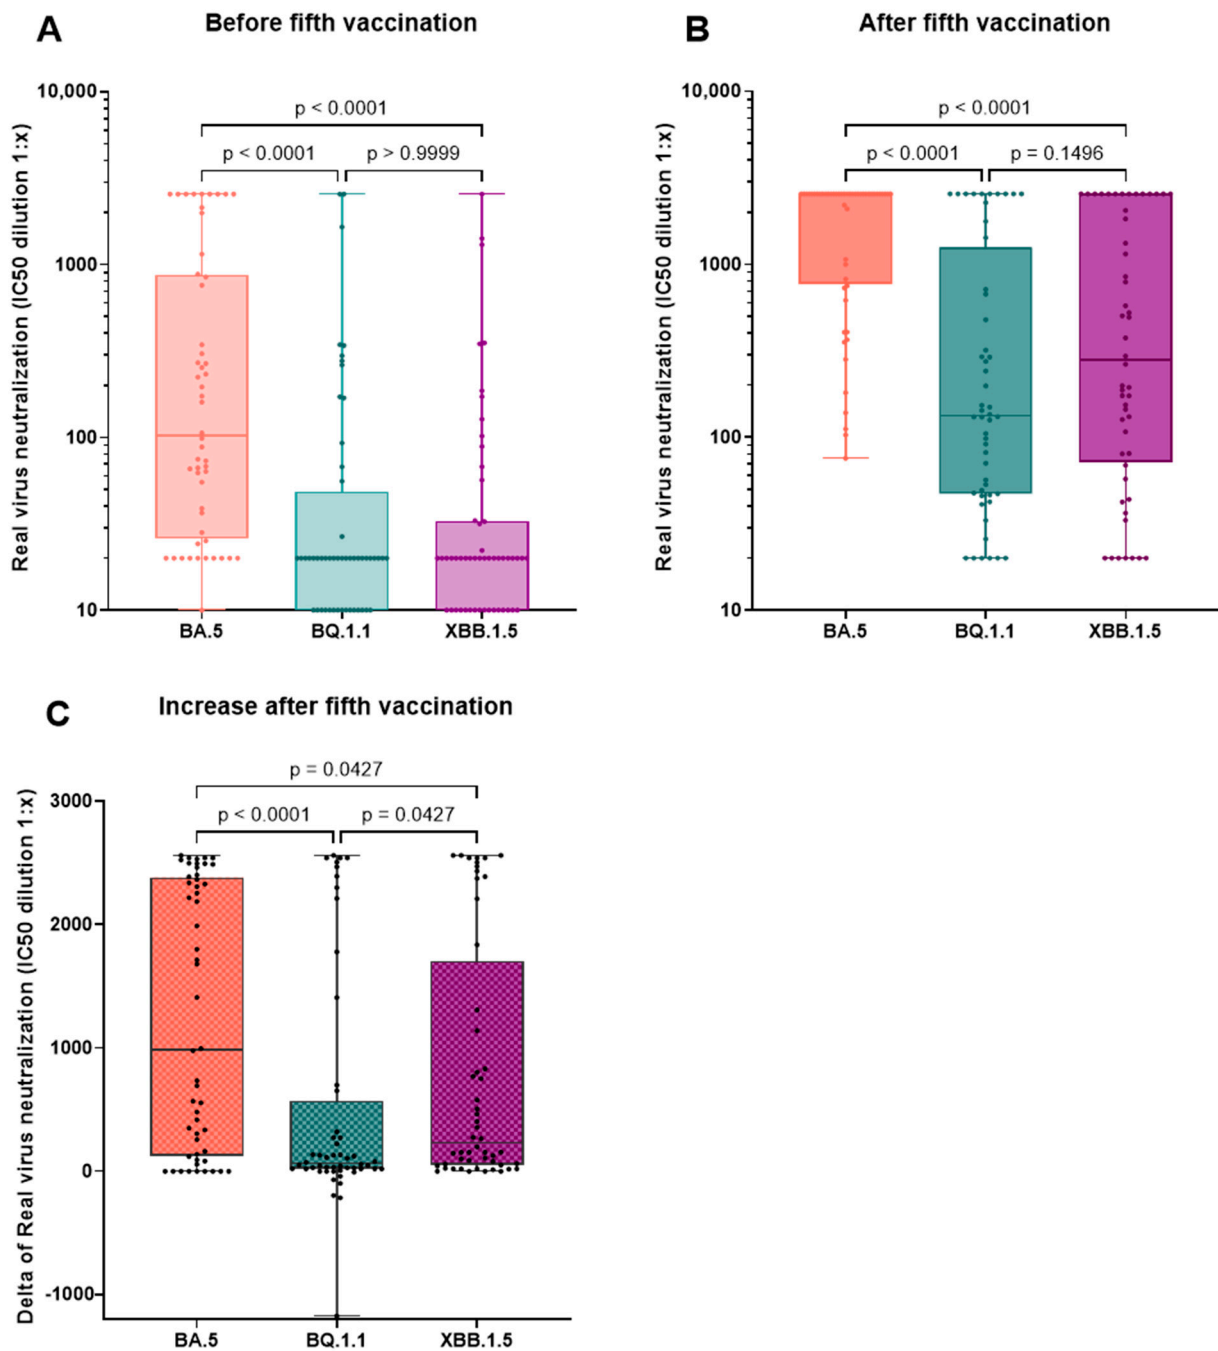 A
Before fifth vaccination
Real virus neutralization (IC50 dilution 1:x)
10,000
1000
100
10
p < 0.0001
p < 0.0001
p > 0.9999
BA.5
BQ.1.1
XBB.1.5
B
After fifth vaccination
Real virus neutralization (IC50 dilution 1:x)
10,000
1000
100
10
p < 0.0001
p < 0.0001
p = 0.1496
BA.5
BQ.1.1
XBB.1.5
C
Increase after fifth vaccination
Delta of Real virus neutralization (IC50 dilution 1:x)
3000
2000
1000
0
-1000
p = 0.0427
p < 0.0001
p = 0.0427
BA.5
BQ.1.1
XBB.1.5